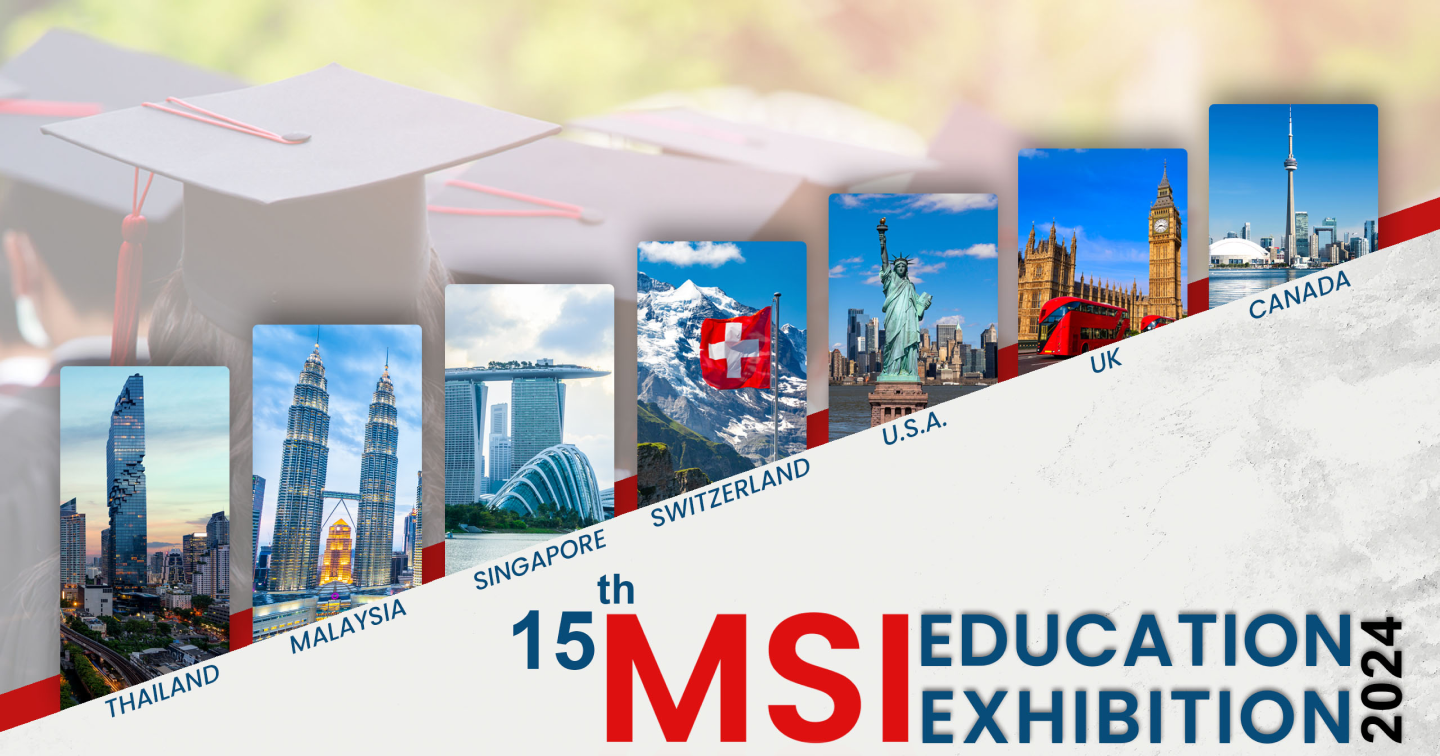 THAILAND
MALAYSIA
SINGAPORE
SWITZERLAND
U.S.A.
UK
CANADA
15th MSI EDUCATION
EXHIBITION 2024